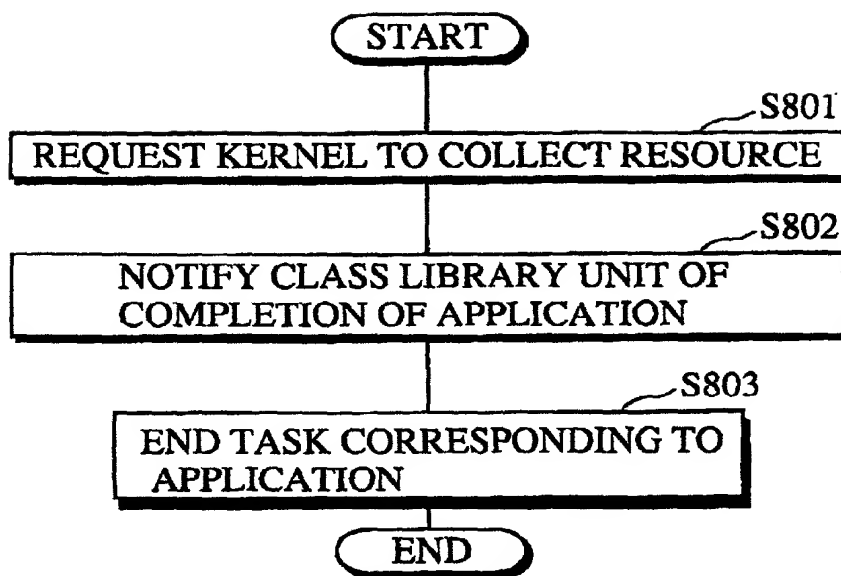 START
S801
REQUEST KERNEL TO COLLECT RESOURCE
S802
NOTIFY CLASS LIBRARY UNIT OF
COMPLETION OF APPLICATION
S803
END TASK CORRESPONDING TO
APPLICATION
END